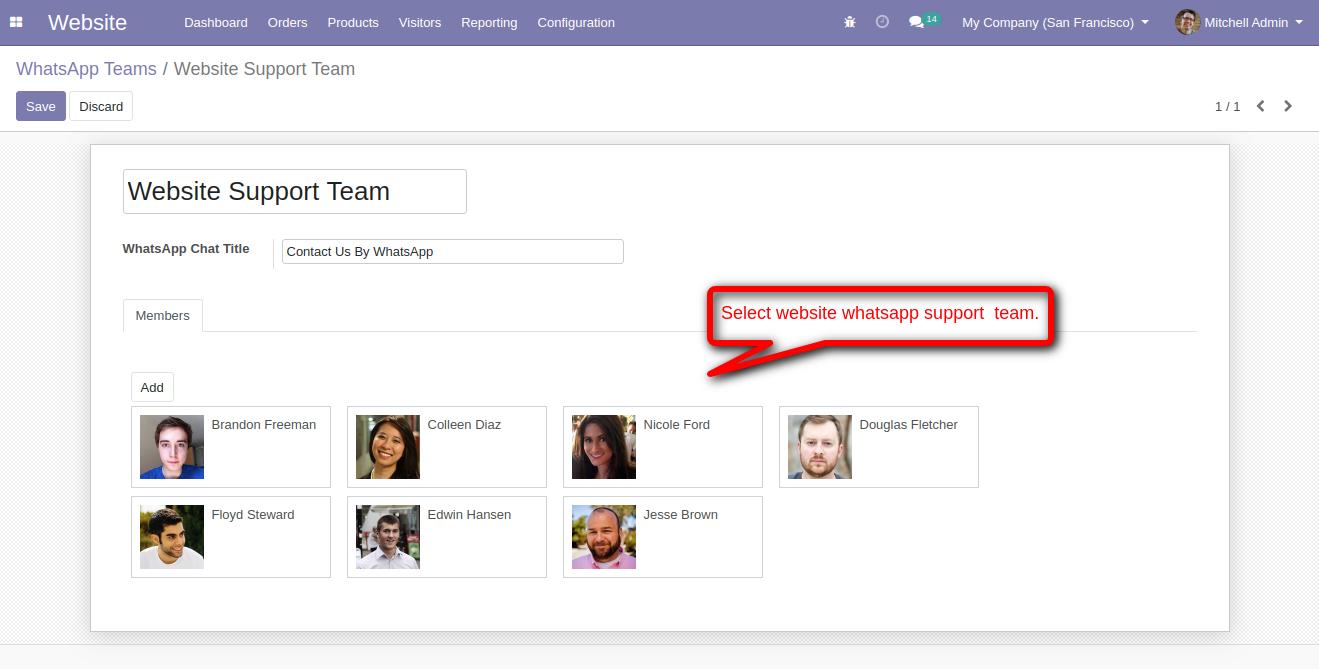 Website Dashboard Orders Products Visitors Reporting Configuration 14 My Company (San Francisco) Mitchell Admin
WhatsApp Teams / Website Support Team
Save Discard 1 / 1
Website Support Team
WhatsApp Chat Title Contact Us By WhatsApp
Members
Select website whatsapp support  team.
Add
Brandon Freeman Colleen Diaz Nicole Ford Douglas Fletcher
Floyd Steward Edwin Hansen Jesse Brown